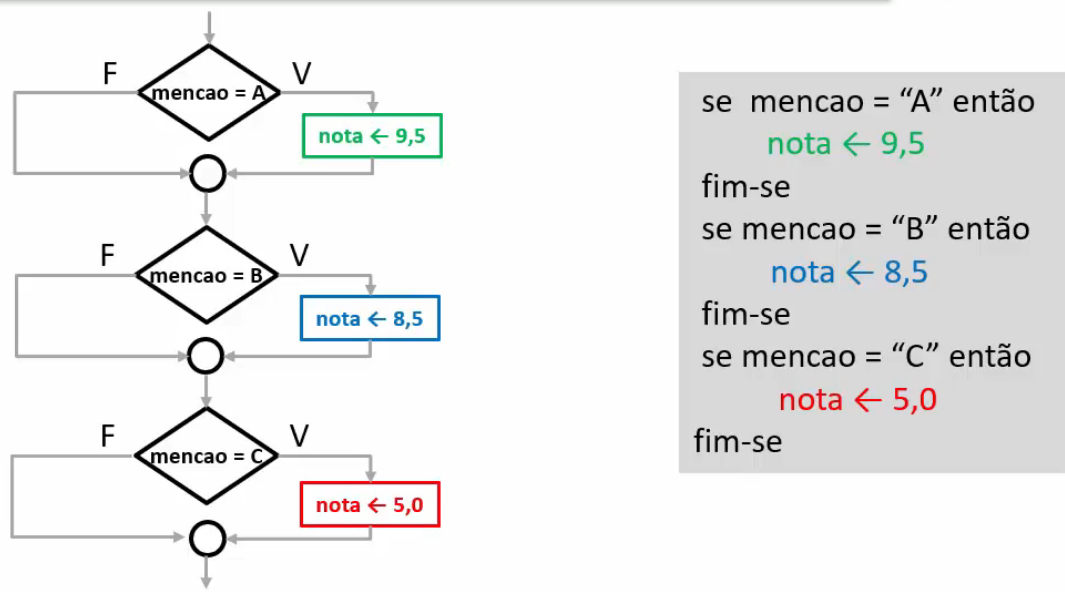 F
V
mencao = A
nota ← 9,5
F
V
mencao = B
nota ← 8,5
F
V
mencao = C
nota ← 5,0
se mencao = “A” então
nota ← 9,5
fim-se
se mencao = “B” então
nota ← 8,5
fim-se
se mencao = “C” então
nota ← 5,0
fim-se